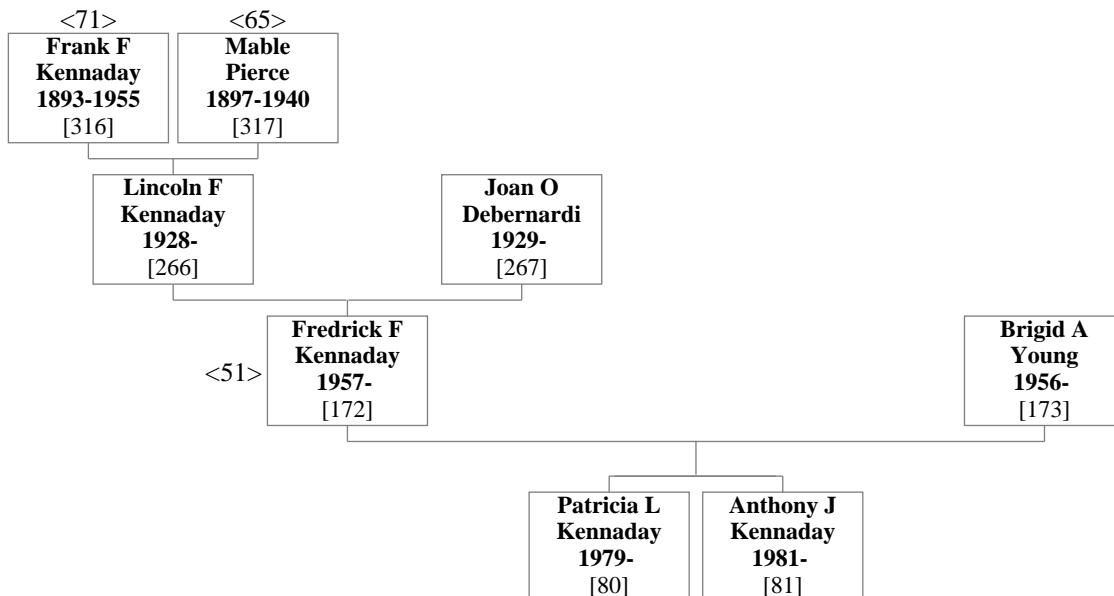 <71>
<65>
Frank F
Kennaday
1893-1955
[316]
Mable
Pierce
1897-1940
[317]
Lincoln F
Kennaday
1928-
[266]
Joan O
Debernardi
1929-
[267]
<51>
Fredrick F
Kennaday
1957-
[172]
Brigid A
Young
1956-
[173]
Patricia L
Kennaday
1979-
[80]
Anthony J
Kennaday
1981-
[81]